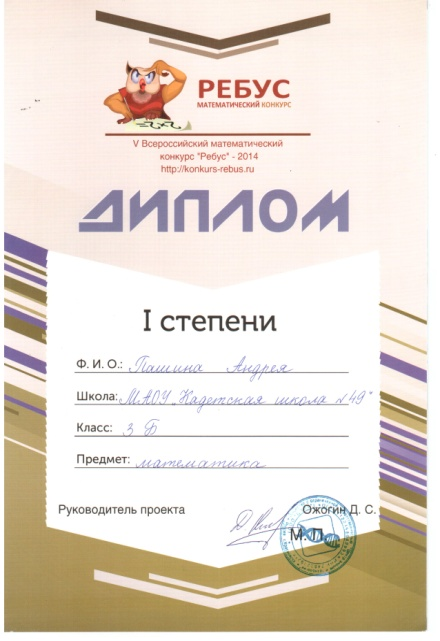 РЕБУС
МАТЕМАТИЧЕСКИЙ КОНКУРС
V Всероссийский математический
конкурс "Ребус" - 2014
http://konkurs-rebus.ru
ДИПЛОМ
I степени
Ф. И. О.: Пашина Андрея
Школа: МАОУ "Кадетская школа №49"
Класс: 3 Б
Предмет: математика
Руководитель проекта Ожогин Д. С.
М. П.